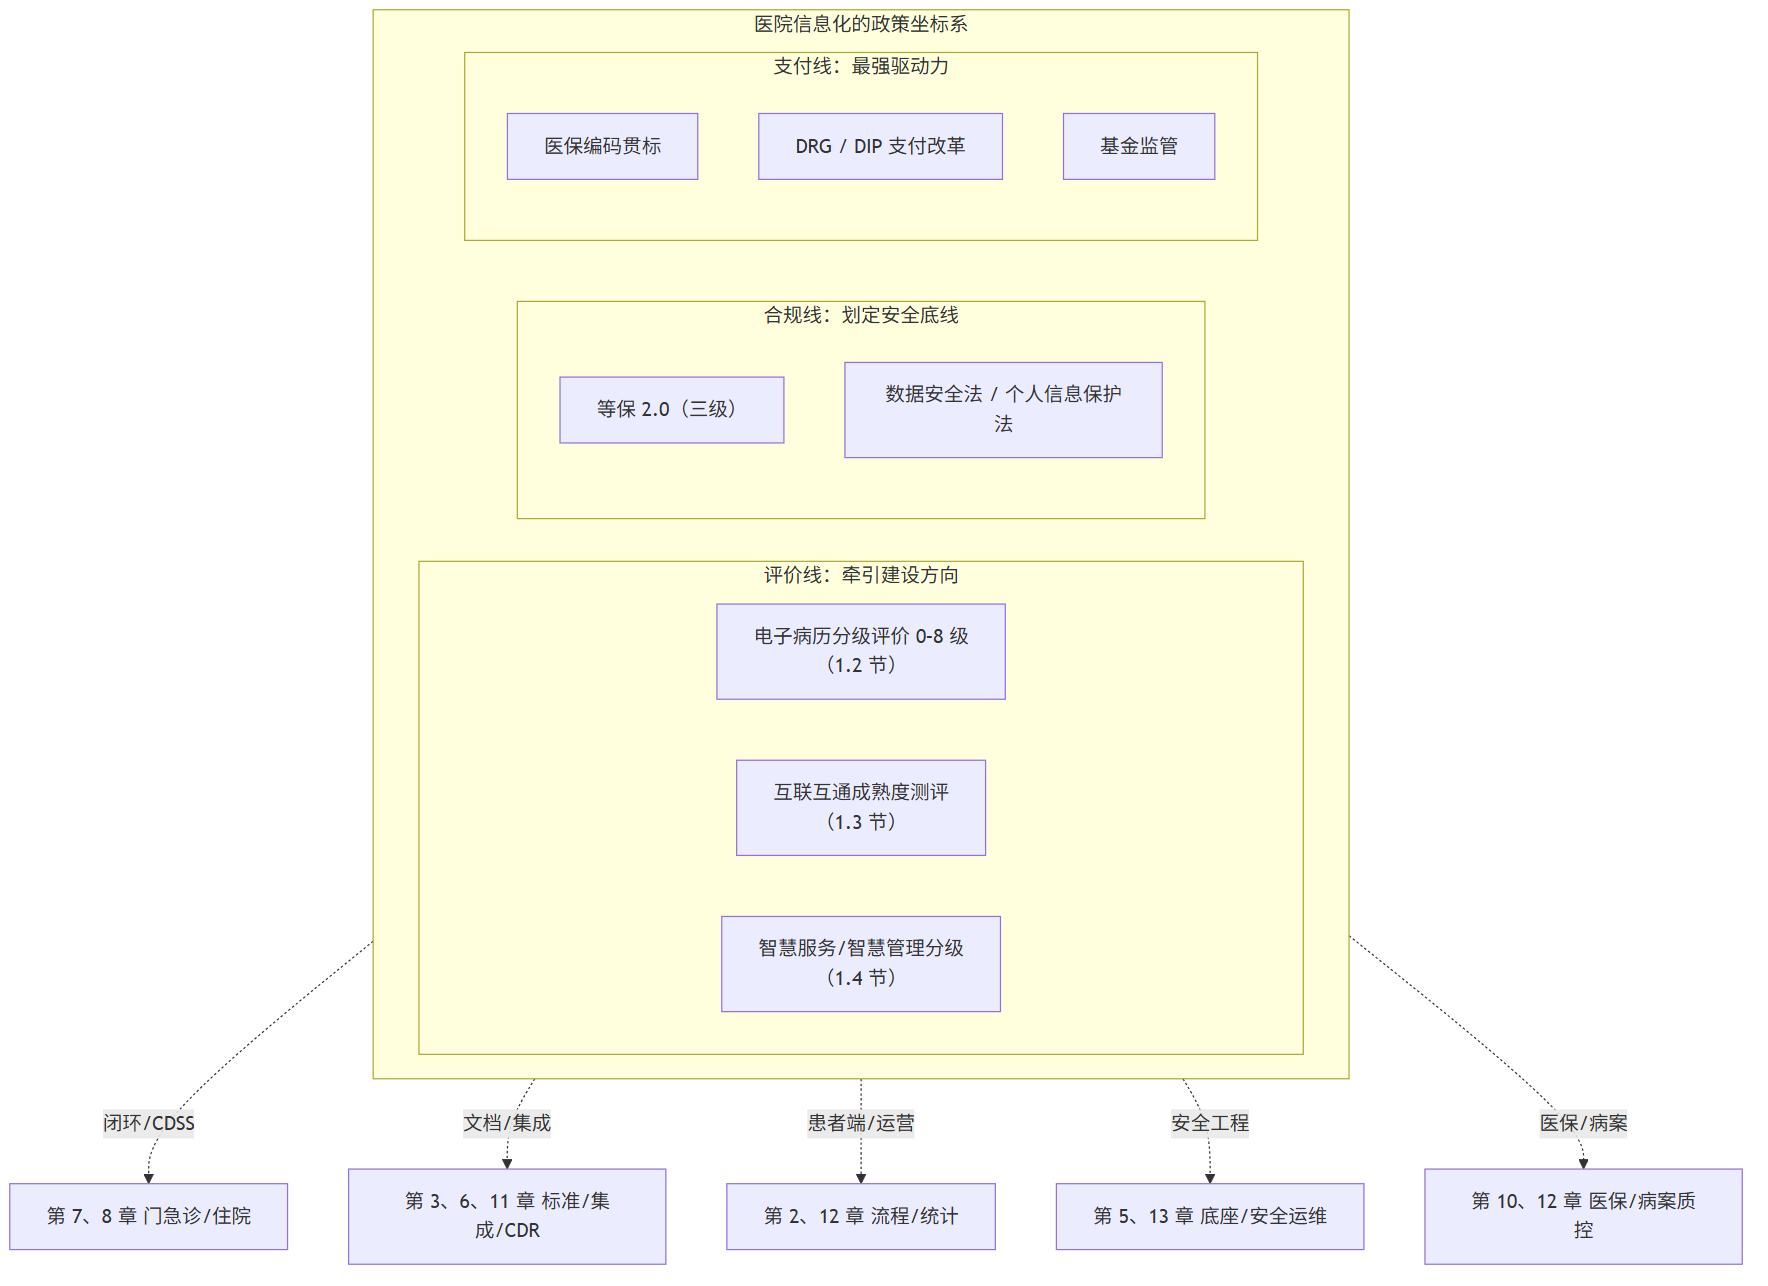 医院信息化的政策坐标系
支付线：最强驱动力
医保编码贯标
DRG / DIP 支付改革
基金监管
合规线：划定安全底线
等保 2.0（三级）
数据安全法 / 个人信息保护
法
评价线：牵引建设方向
电子病历分级评价 0-8 级
（1.2 节）
互联互通成熟度测评
（1.3 节）
智慧服务/智慧管理分级
（1.4 节）
闭环/CDSS
文档/集成
患者端/运营
安全工程
医保/病案
第 7、8 章 门急诊/住院
第 3、6、11 章 标准/集
成/CDR
第 2、12 章 流程/统计
第 5、13 章 底座/安全运维
第 10、12 章 医保/病案质
控